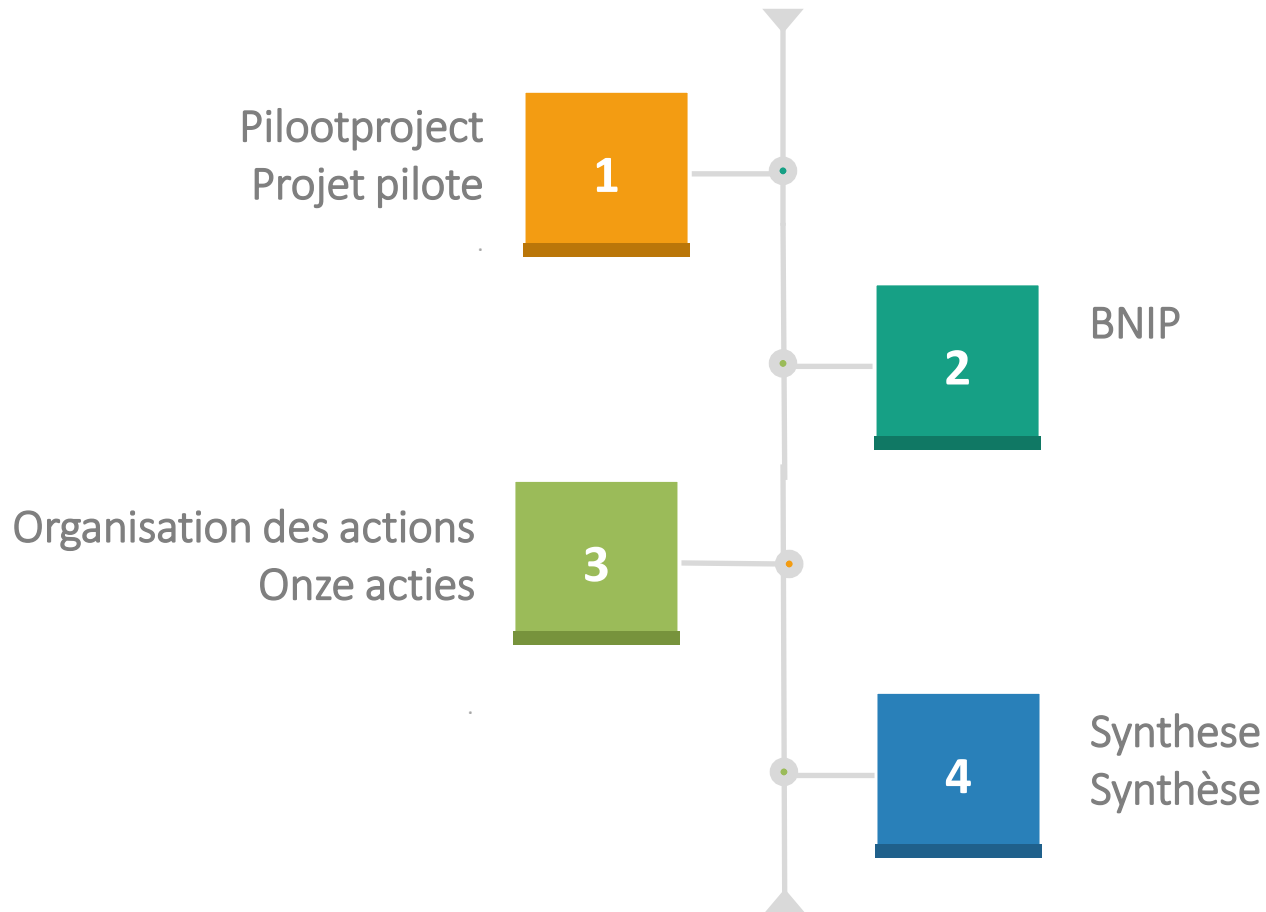 Pilootproject
Projet pilote
.
1
2
BNIP
Organisation des actions
Onze acties
.
3
4
Synthese
Synthèse